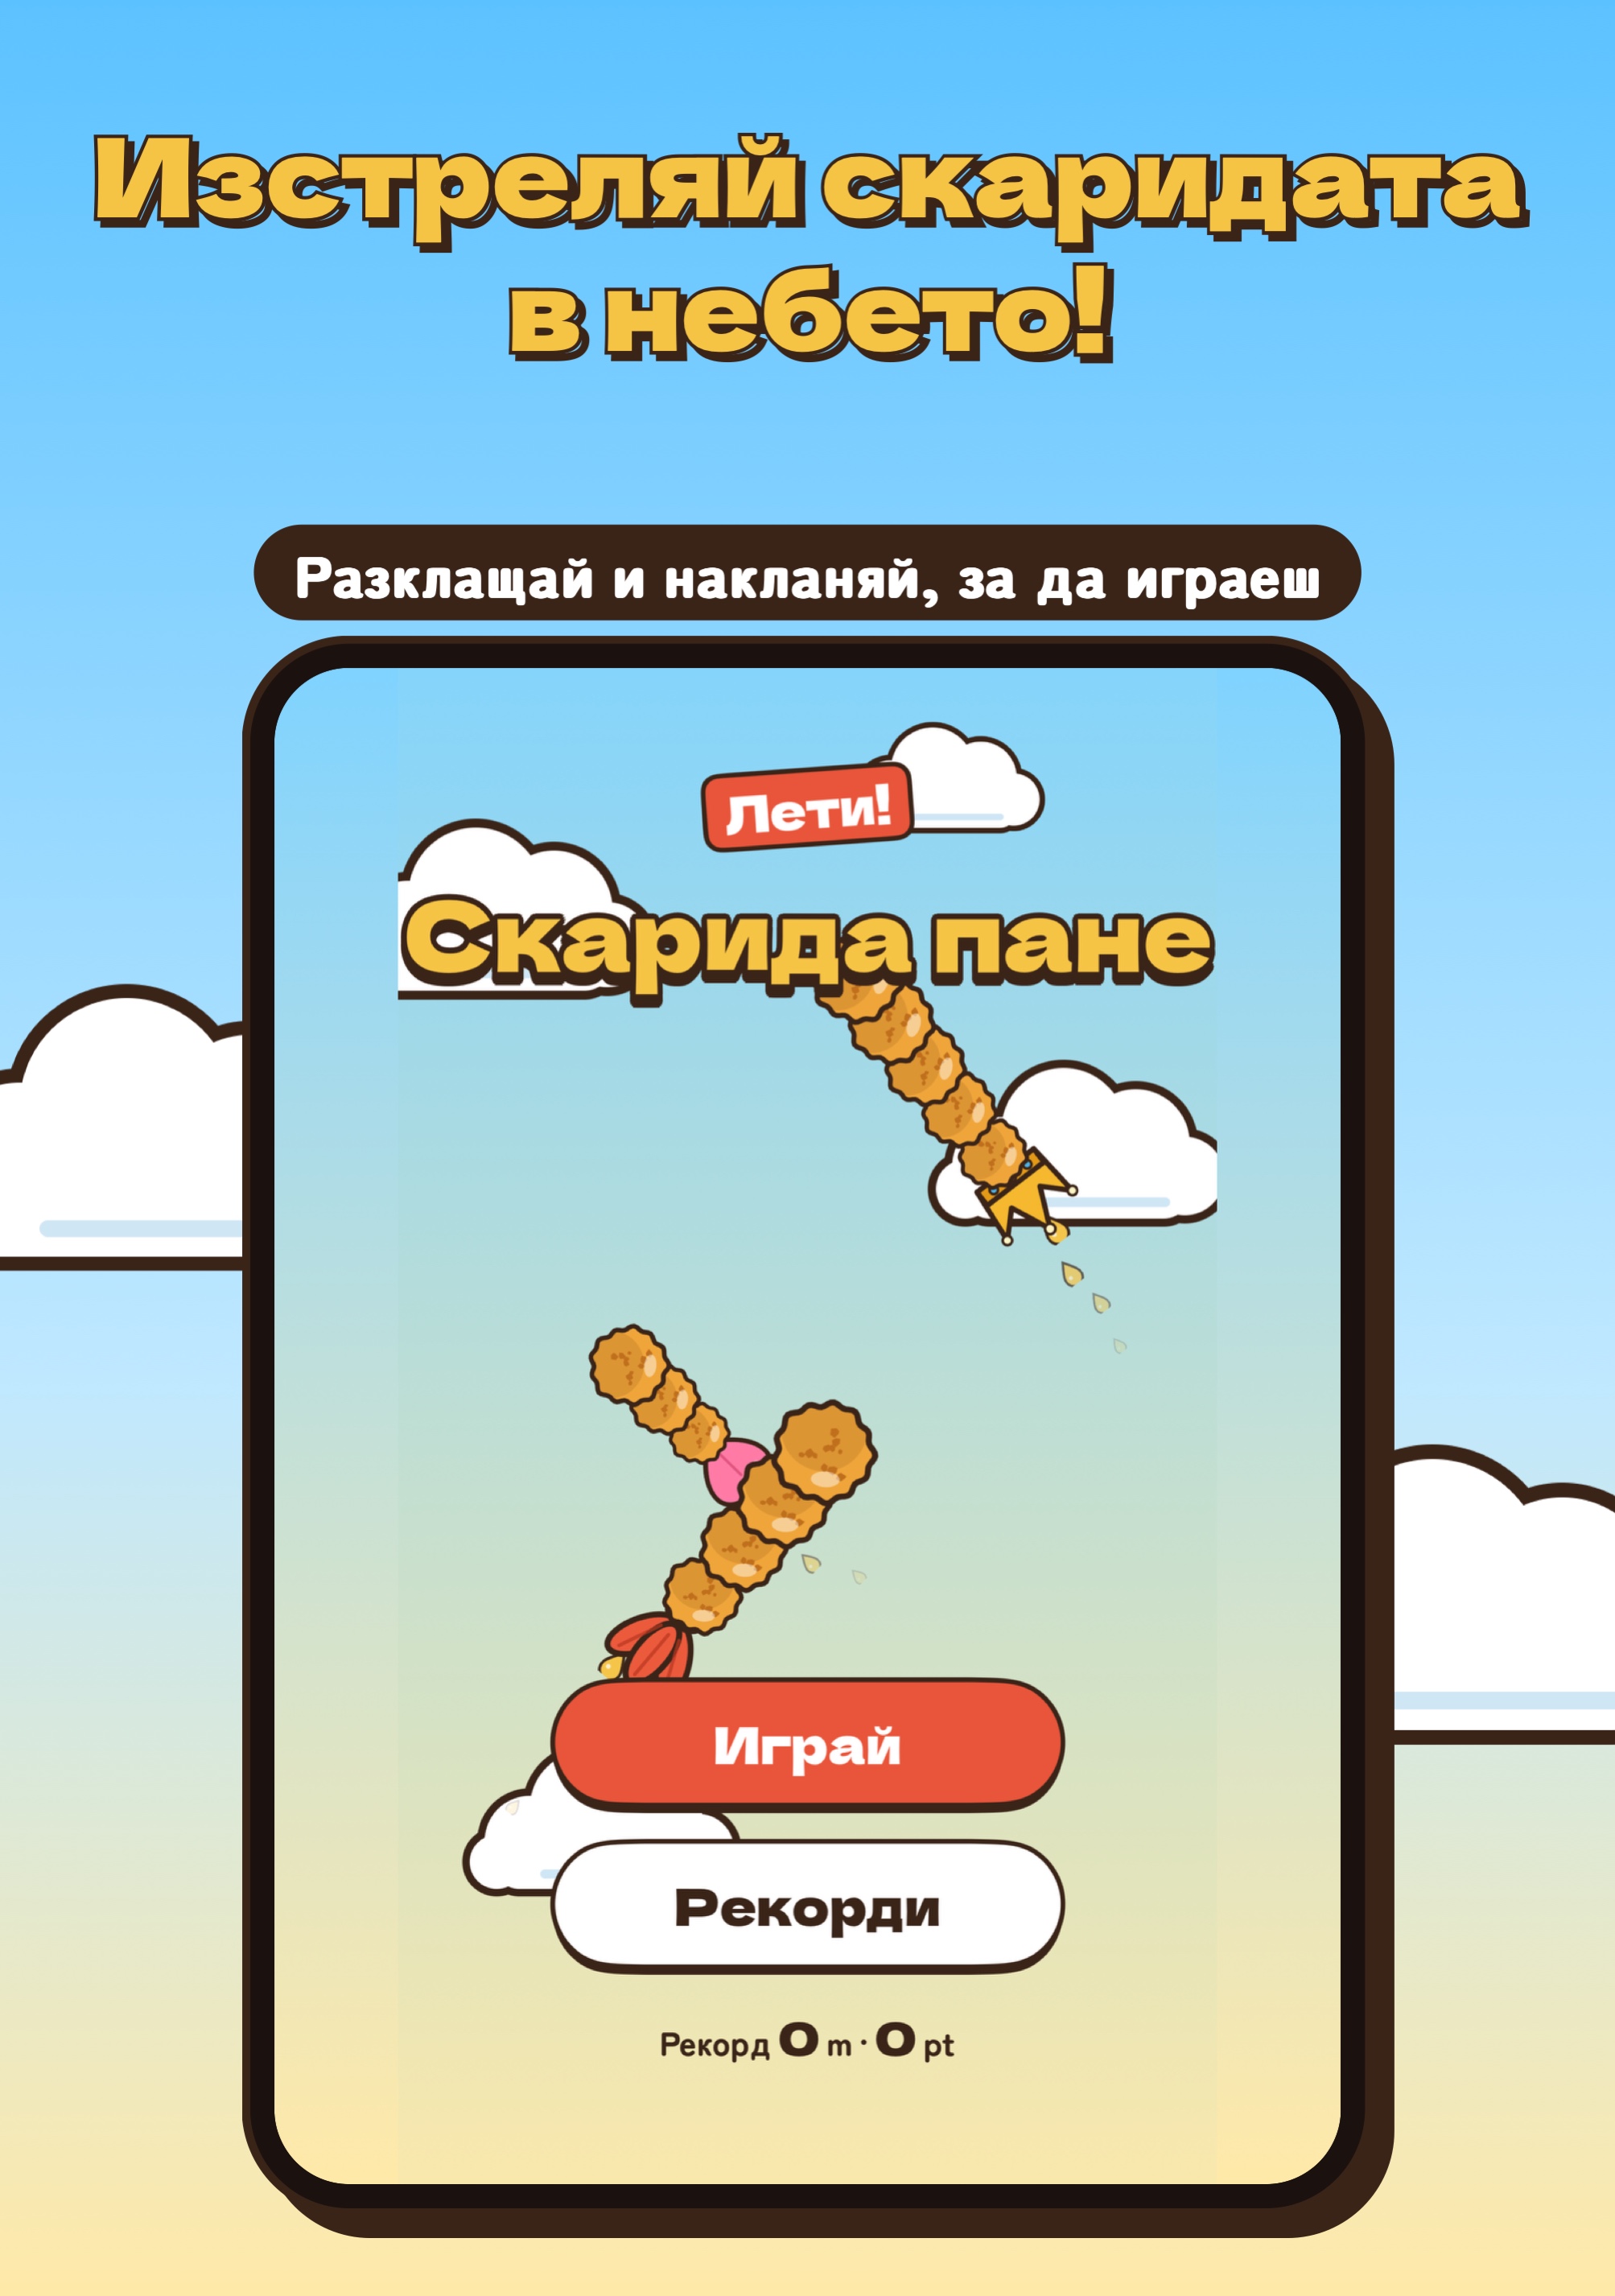 Изстреляй скаридата
в небето!
Разклащай и накланяй, за да играеш
Лети!
Скарида пане
Играй
Рекорди
Рекорд 0 m · 0 pt